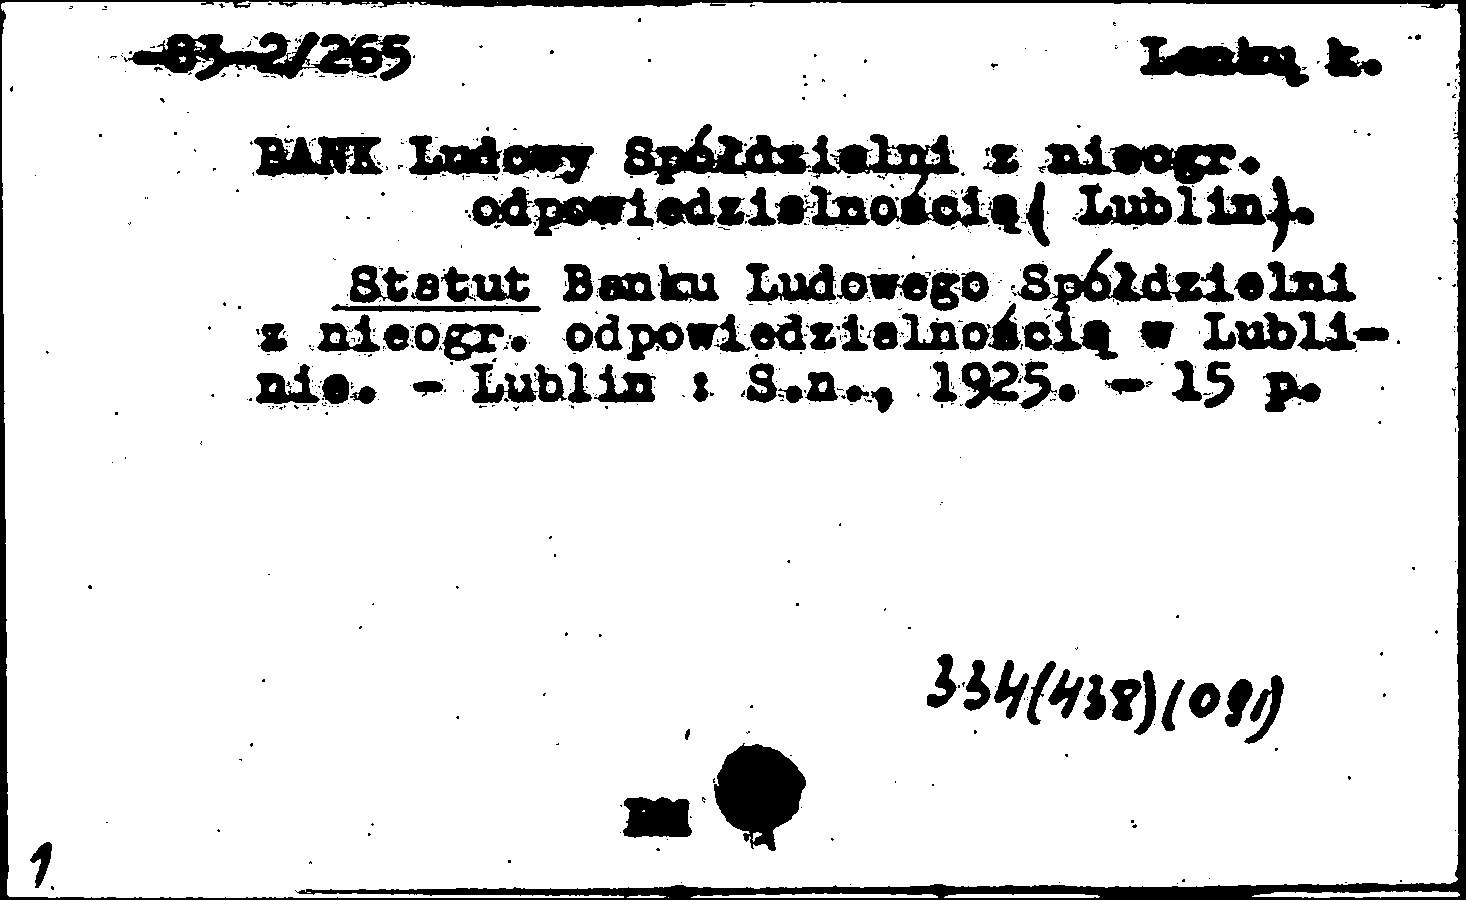 83-2/265 Lenkų k.
BANK Ludowy Spółdzielni z nieogr.
odpowiedzialnością( Lublin).
Statut Banku Ludowego Spółdzielni
z nieogr. odpowiedzialnością w Lubli-
nie. - Lublin : S.n., 1925. - 15 p.
334(438)(091)
1